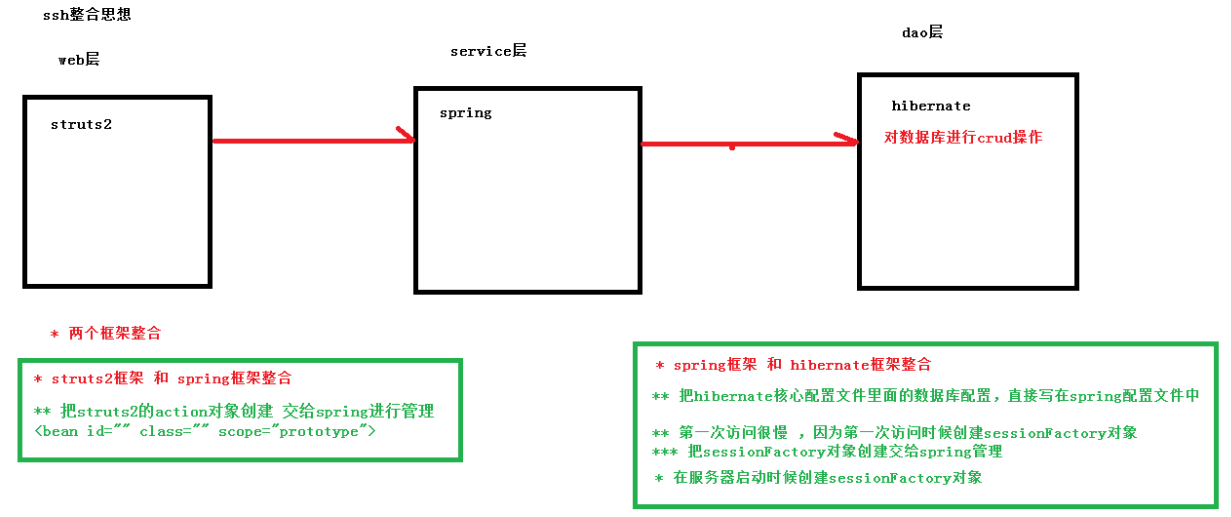 ssh整合思想
web层
service层
dao层
struts2
spring
hibernate
对数据库进行crud操作
* 两个框架整合
* struts2框架 和 spring框架整合
** 把struts2的action对象创建 交给spring进行管理
<bean id="" class="" scope="prototype">
* spring框架 和 hibernate框架整合
** 把hibernate核心配置文件里面的数据库配置，直接写在spring配置文件中
** 第一次访问很慢 ，因为第一次访问时候创建sessionFactory对象
*** 把sessionFactory对象创建交给spring管理
* 在服务器启动时候创建sessionFactory对象